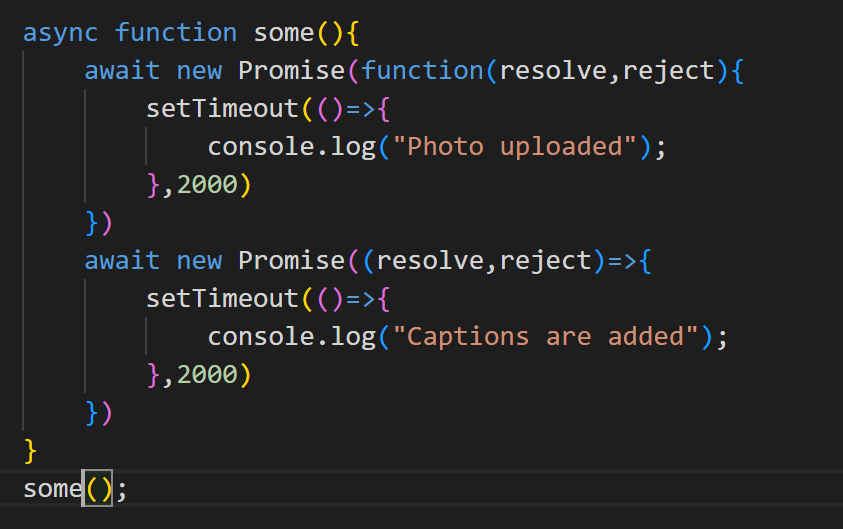 async function some(){
    await new Promise(function(resolve,reject){
        setTimeout(()=>{
            console.log("Photo uploaded");
        },2000)
    })
    await new Promise((resolve,reject)=>{
        setTimeout(()=>{
            console.log("Captions are added");
        },2000)
    })
}
some();